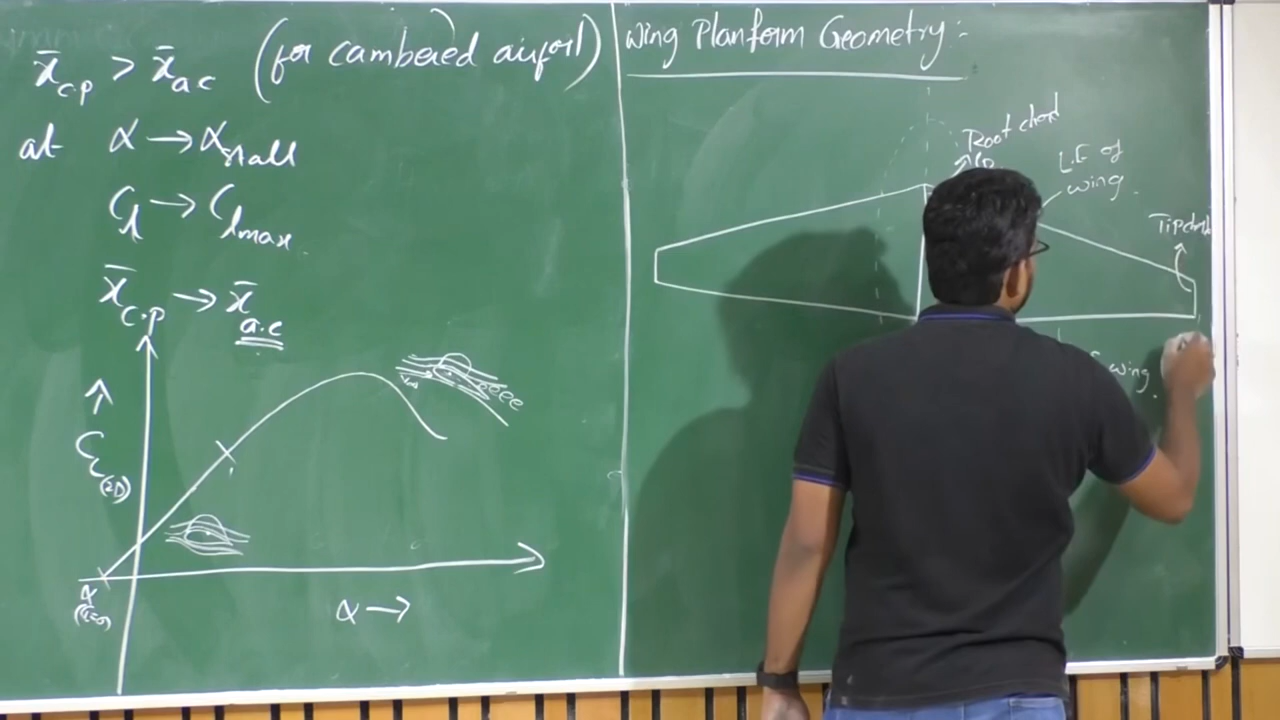 x̄c.p > x̄ac (for cambered airfoil)
at α → αstall
Cl → Clmax
x̄c.p → x̄a.c
Cl(2D)
α →
Wing Planform Geometry:-
Root chord
L.E of
wing
Tip chord
wing